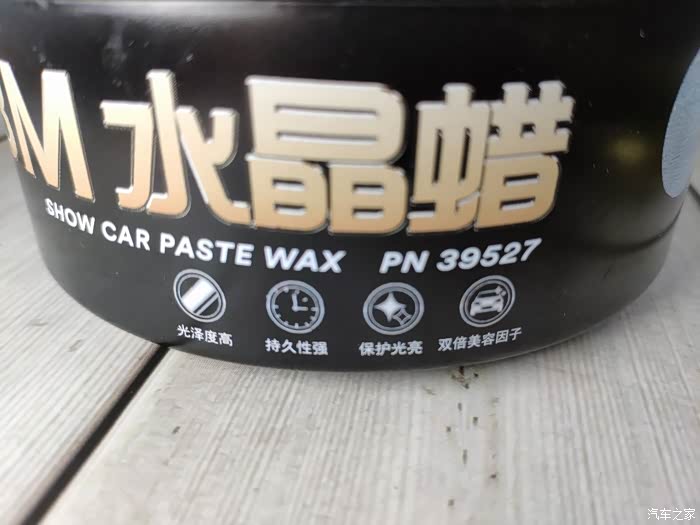 3M 水晶蜡
SHOW CAR PASTE WAX PN 39527
光泽度高 持久性强 保护光亮 双倍美容因子
汽车之家